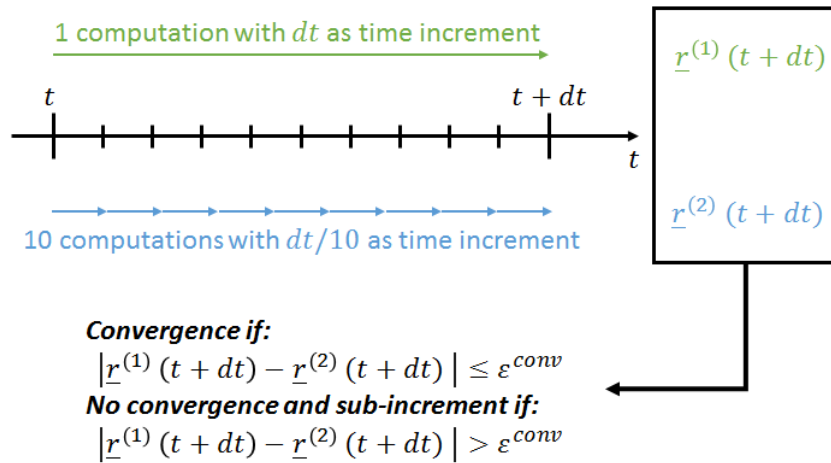 1 computation with dt as time increment
t
t + dt
t
10 computations with dt/10 as time increment
r⁽¹⁾ (t + dt)
r⁽²⁾ (t + dt)
Convergence if:
|r⁽¹⁾ (t + dt) − r⁽²⁾ (t + dt) | ≤ ε^conv
No convergence and sub-increment if:
|r⁽¹⁾ (t + dt) − r⁽²⁾ (t + dt) | > ε^conv